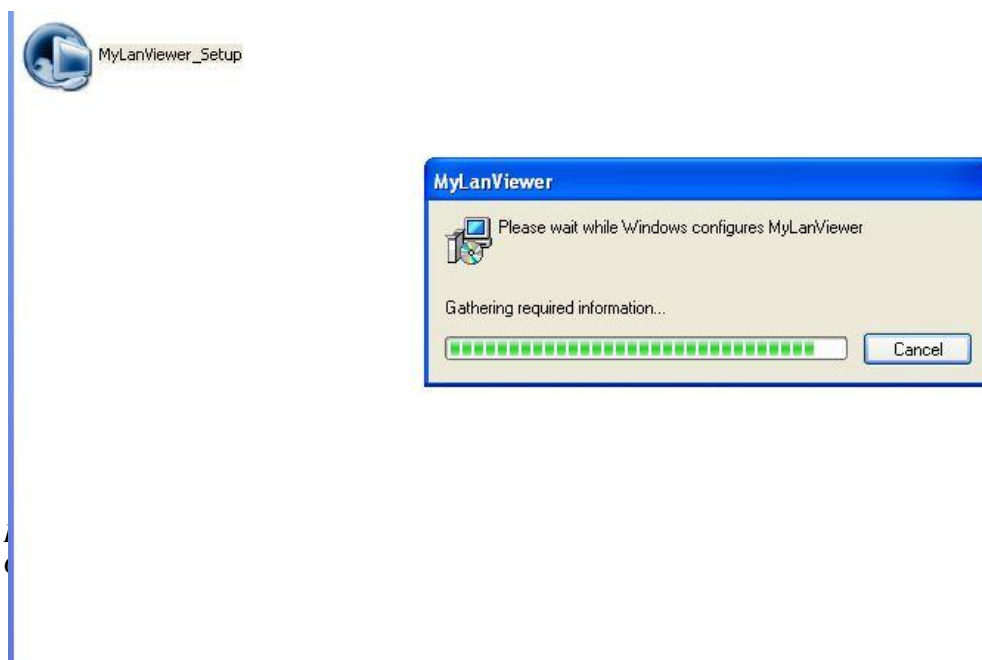 MyLanViewer_Setup
MyLanViewer
Please wait while Windows configures MyLanViewer
Gathering required information...
Cancel